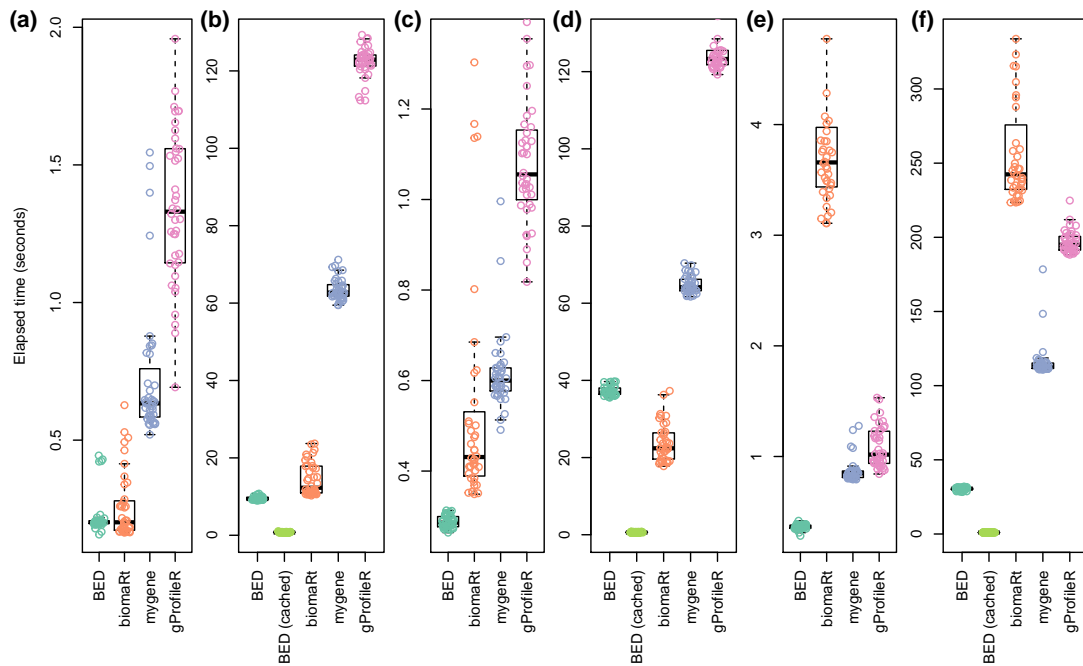 (a) (b) (c) (d) (e) (f)
Elapsed time (seconds)
2.0
1.5
1.0
0.5
BED
biomaRt
mygene
gProfileR
120
100
80
60
40
20
0
BED
BED (cached)
biomaRt
mygene
gProfileR
1.2
1.0
0.8
0.6
0.4
BED
biomaRt
mygene
gProfileR
120
100
80
60
40
20
0
BED
BED (cached)
biomaRt
mygene
gProfileR
4
3
2
1
BED
biomaRt
mygene
gProfileR
300
250
200
150
100
50
0
BED
BED (cached)
biomaRt
mygene
gProfileR